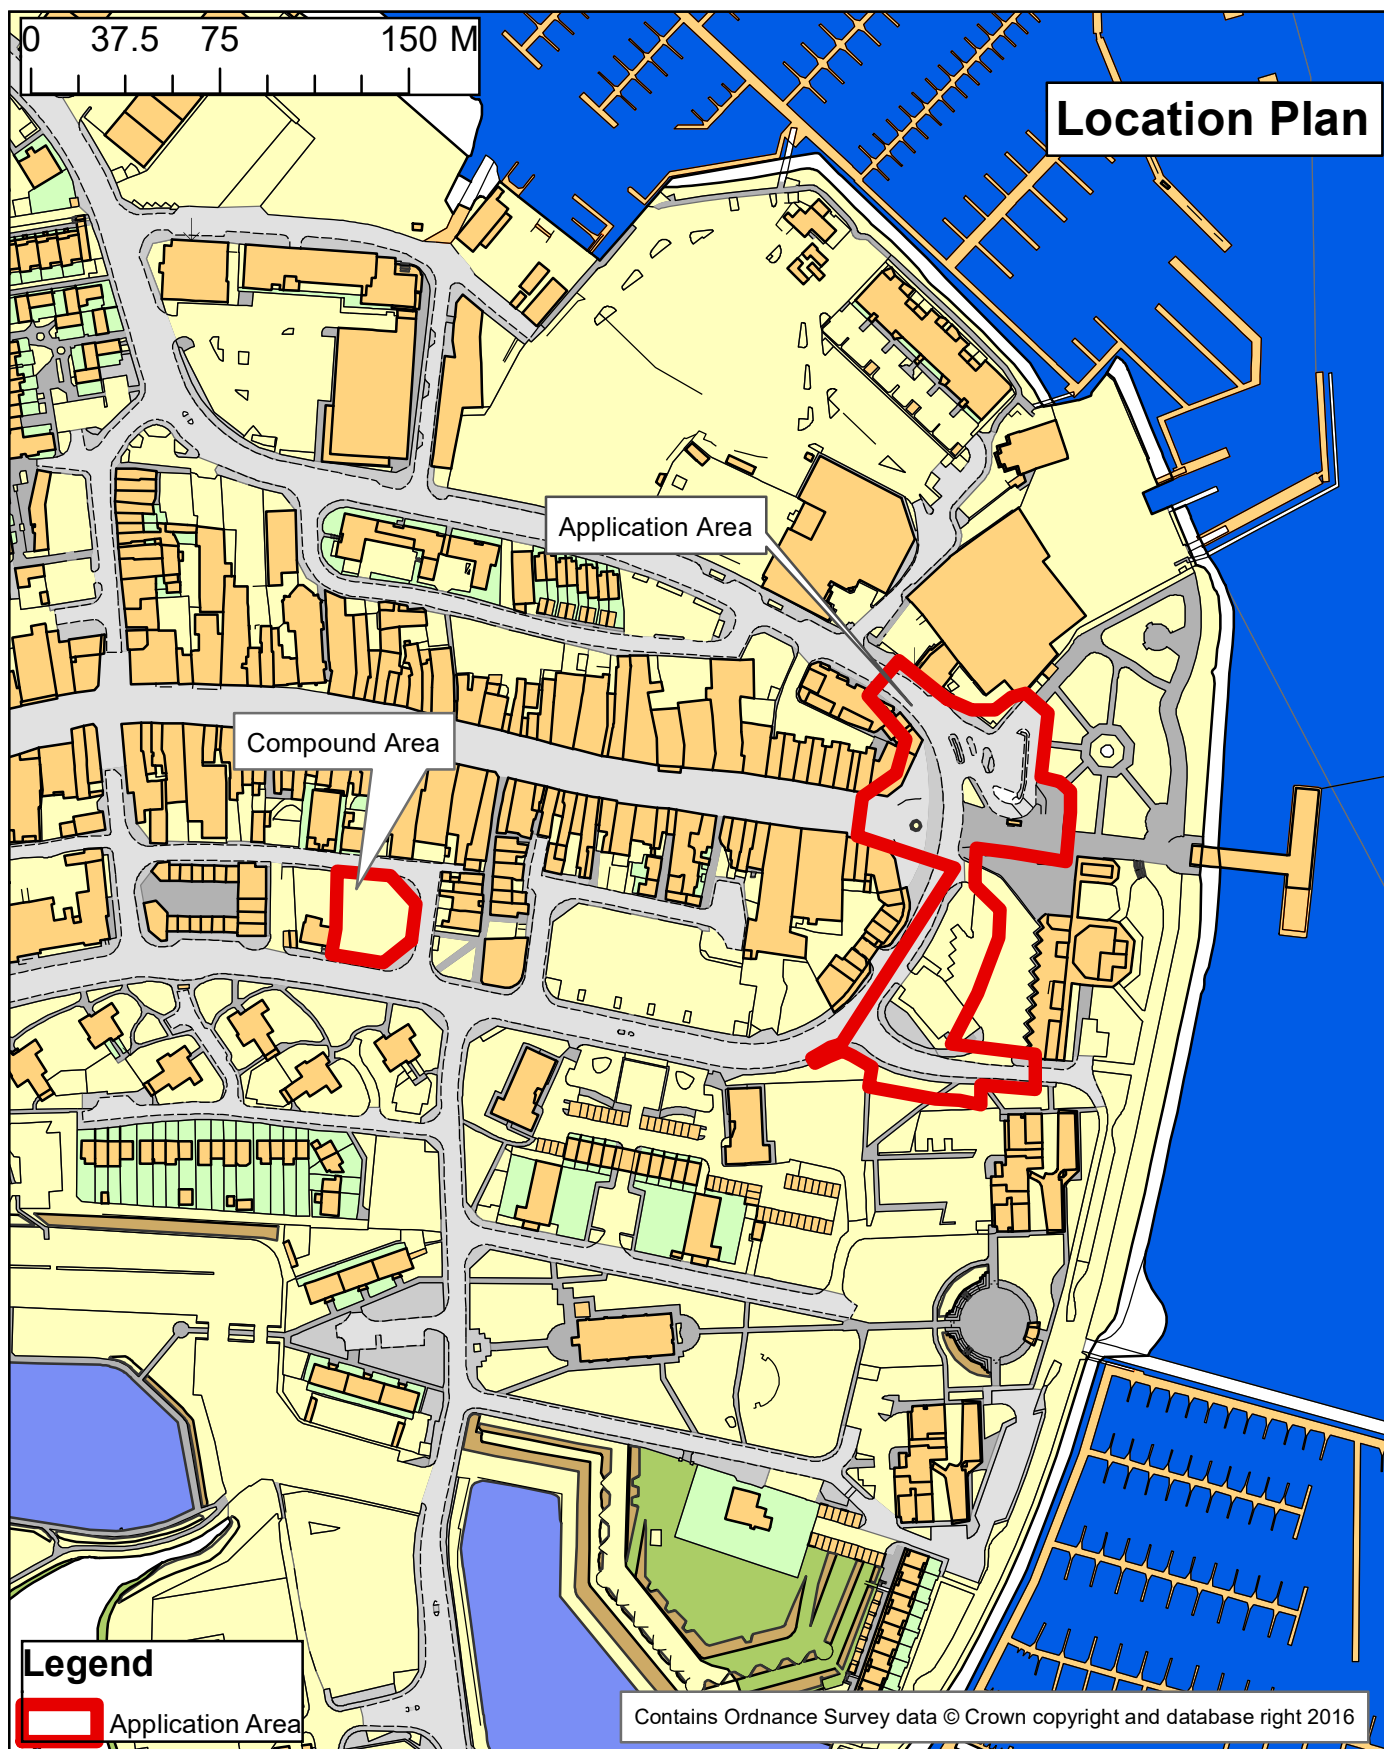 0 37.5 75 150 M
Location Plan
Application Area
Compound Area
Legend
Application Area
Contains Ordnance Survey data © Crown copyright and database right 2016